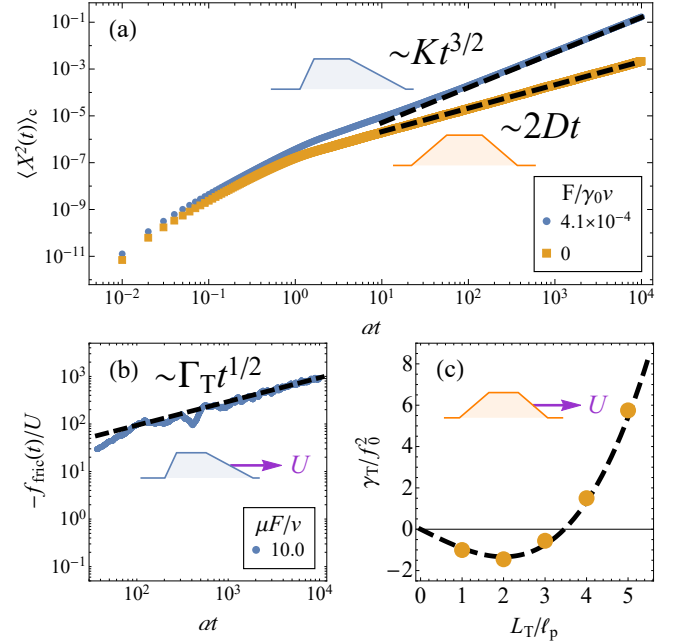 (a)
10⁻¹
10⁻³
10⁻⁵
10⁻⁷
10⁻⁹
10⁻¹¹
⟨X²(t)⟩_c
~Kt^{3/2}
~2Dt
F/γ₀v
4.1×10⁻⁴
0
10⁻² 10⁻¹ 10⁰ 10¹ 10² 10³ 10⁴
αt
(b)
10³
10²
10¹
10⁰
10⁻¹
-f_fric(t)/U
~Γ_T t^{1/2}
U
μF/v
10.0
10² 10³ 10⁴
αt
(c)
8
6
4
2
0
-2
γ_T/f₀²
U
0 1 2 3 4 5
L_T/ℓ_p